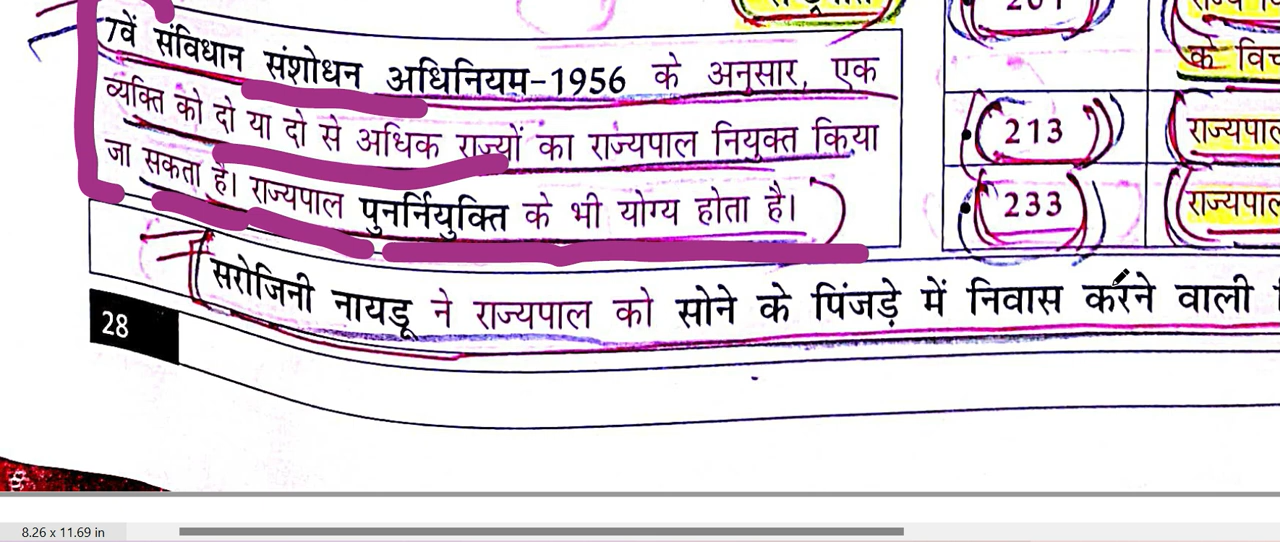 7वें संविधान संशोधन अधिनियम-1956 के अनुसार, एक
व्यक्ति को दो या दो से अधिक राज्यों का राज्यपाल नियुक्त किया
जा सकता है। राज्यपाल पुनर्नियुक्ति के भी योग्य होता है।
सरोजिनी नायडू ने राज्यपाल को सोने के पिंजड़े में निवास करने वाली
28
के
213
राज्यपाल
233
राज्यपाल
8.26 x 11.69 in